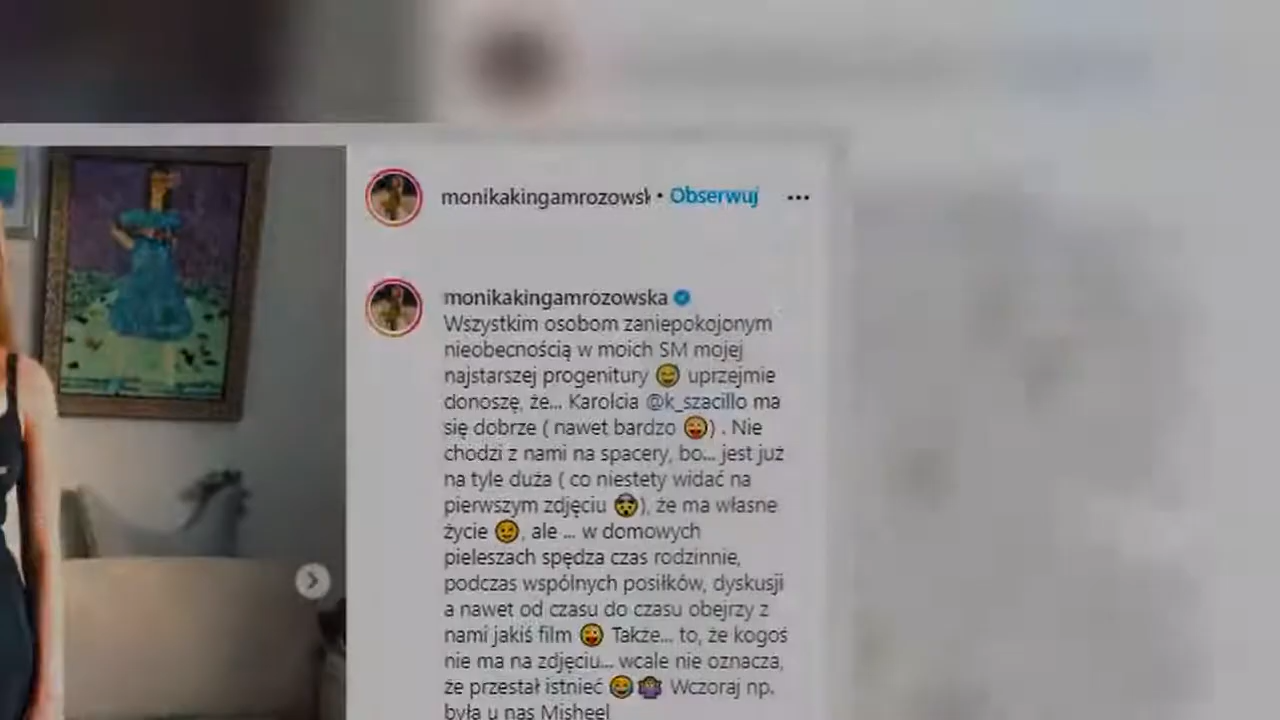 monikakingamrozowsk • Obserwuj ...
monikakingamrozowska
Wszystkim osobom zaniepokojonym
nieobecnością w moich SM mojej
najstarszej progenitury 😅 uprzejmie
donoszę, że... Karolcia @k_szacillo ma
się dobrze ( nawet bardzo 😜) . Nie
chodzi z nami na spacery, bo... jest już
na tyle duża ( co niestety widać na
pierwszym zdjęciu 😲), że ma własne
życie 😉, ale ... w domowych
pieleszach spędza czas rodzinnie,
podczas wspólnych posiłków, dyskusji
a nawet od czasu do czasu obejrzy z
nami jakiś film 😜 Także... to, że kogoś
nie ma na zdjęciu... wcale nie oznacza,
że przestał istnieć 😂🤷‍♀️ Wczoraj np.
była u nas Misheel